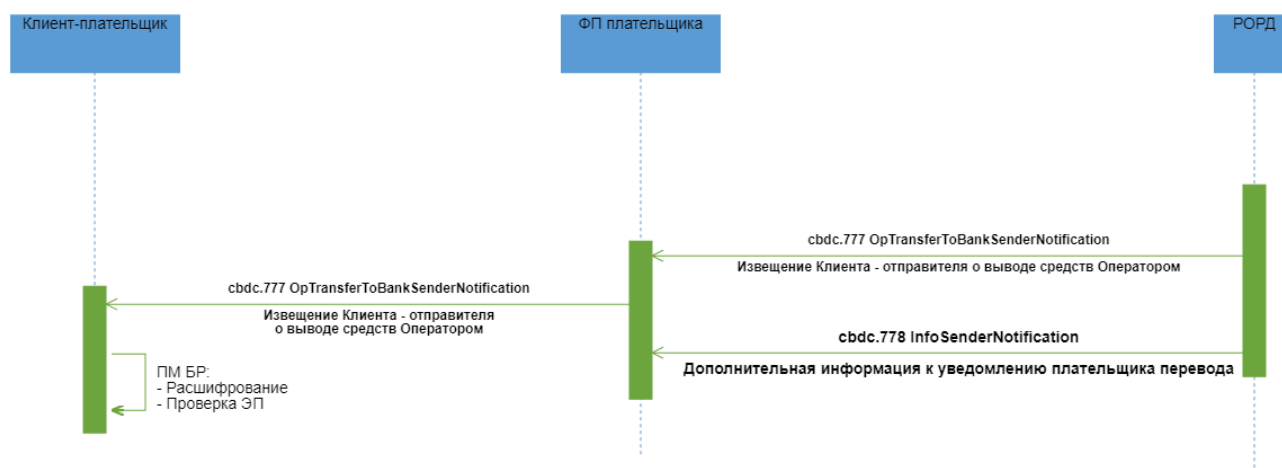 Клиент-плательщик
ФП плательщика
РОРД
cbdc.777 OpTransferToBankSenderNotification
Извещение Клиента - отправителя о выводе средств Оператором
cbdc.777 OpTransferToBankSenderNotification
Извещение Клиента - отправителя
о выводе средств Оператором
cbdc.778 InfoSenderNotification
Дополнительная информация к уведомлению плательщика перевода
ПМ БР:
- Расшифрование
- Проверка ЭП